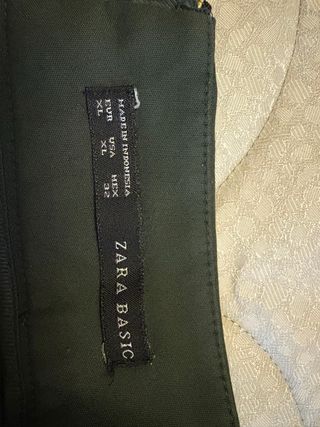 ZARA BASIC
EUR USA MEX
XL XL 32
MADE IN INDONESIA